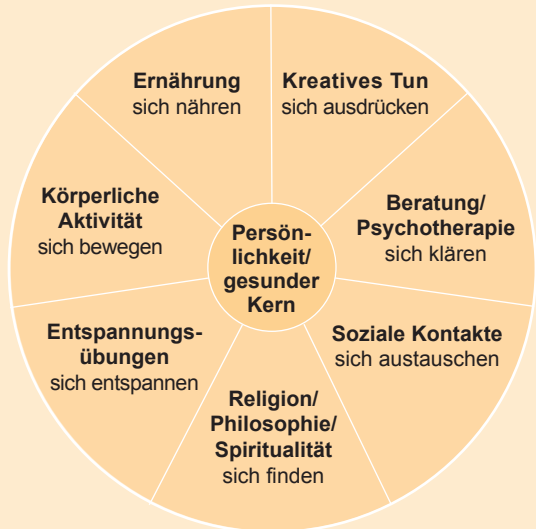 Ernährung
sich nähren
Kreatives Tun
sich ausdrücken
Beratung/
Psychotherapie
sich klären
Soziale Kontakte
sich austauschen
Religion/
Philosophie/
Spiritualität
sich finden
Entspannungs-
übungen
sich entspannen
Körperliche
Aktivität
sich bewegen
Persön-
lichkeit/
gesunder
Kern